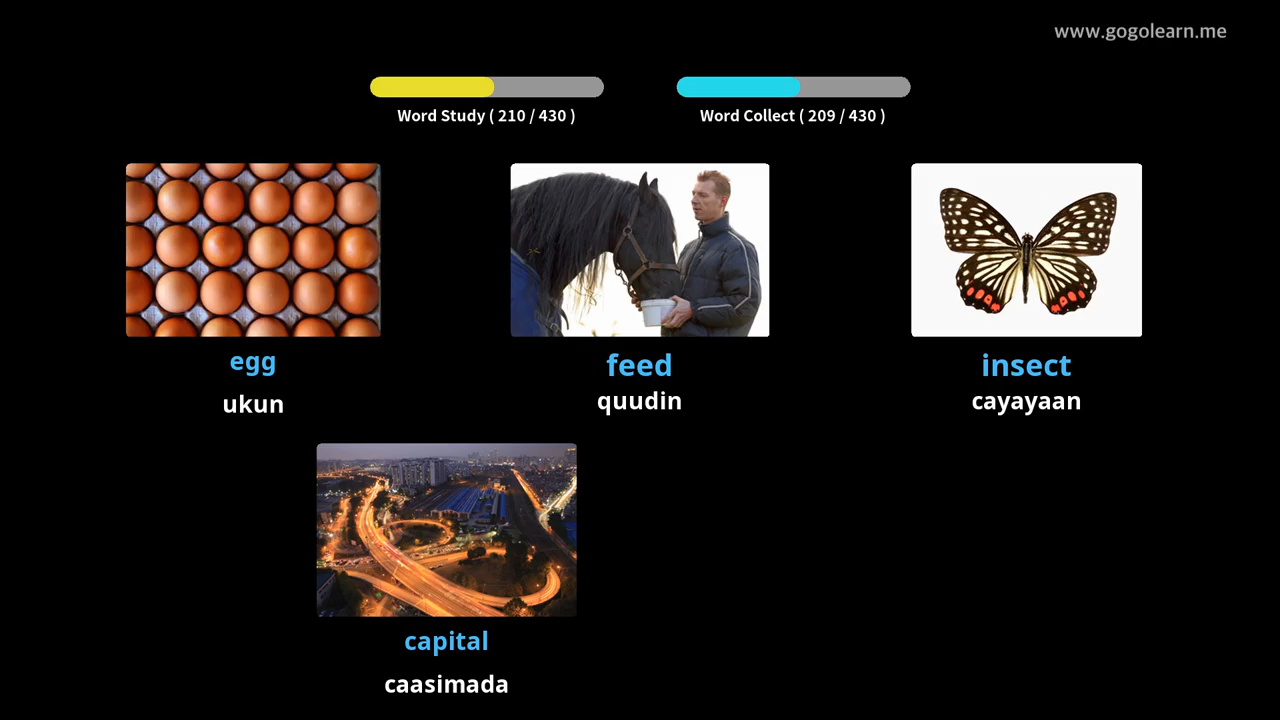 www.gogolearn.me
Word Study ( 210 / 430 )
Word Collect ( 209 / 430 )
egg
ukun
feed
quudin
insect
cayayaan
capital
caasimada